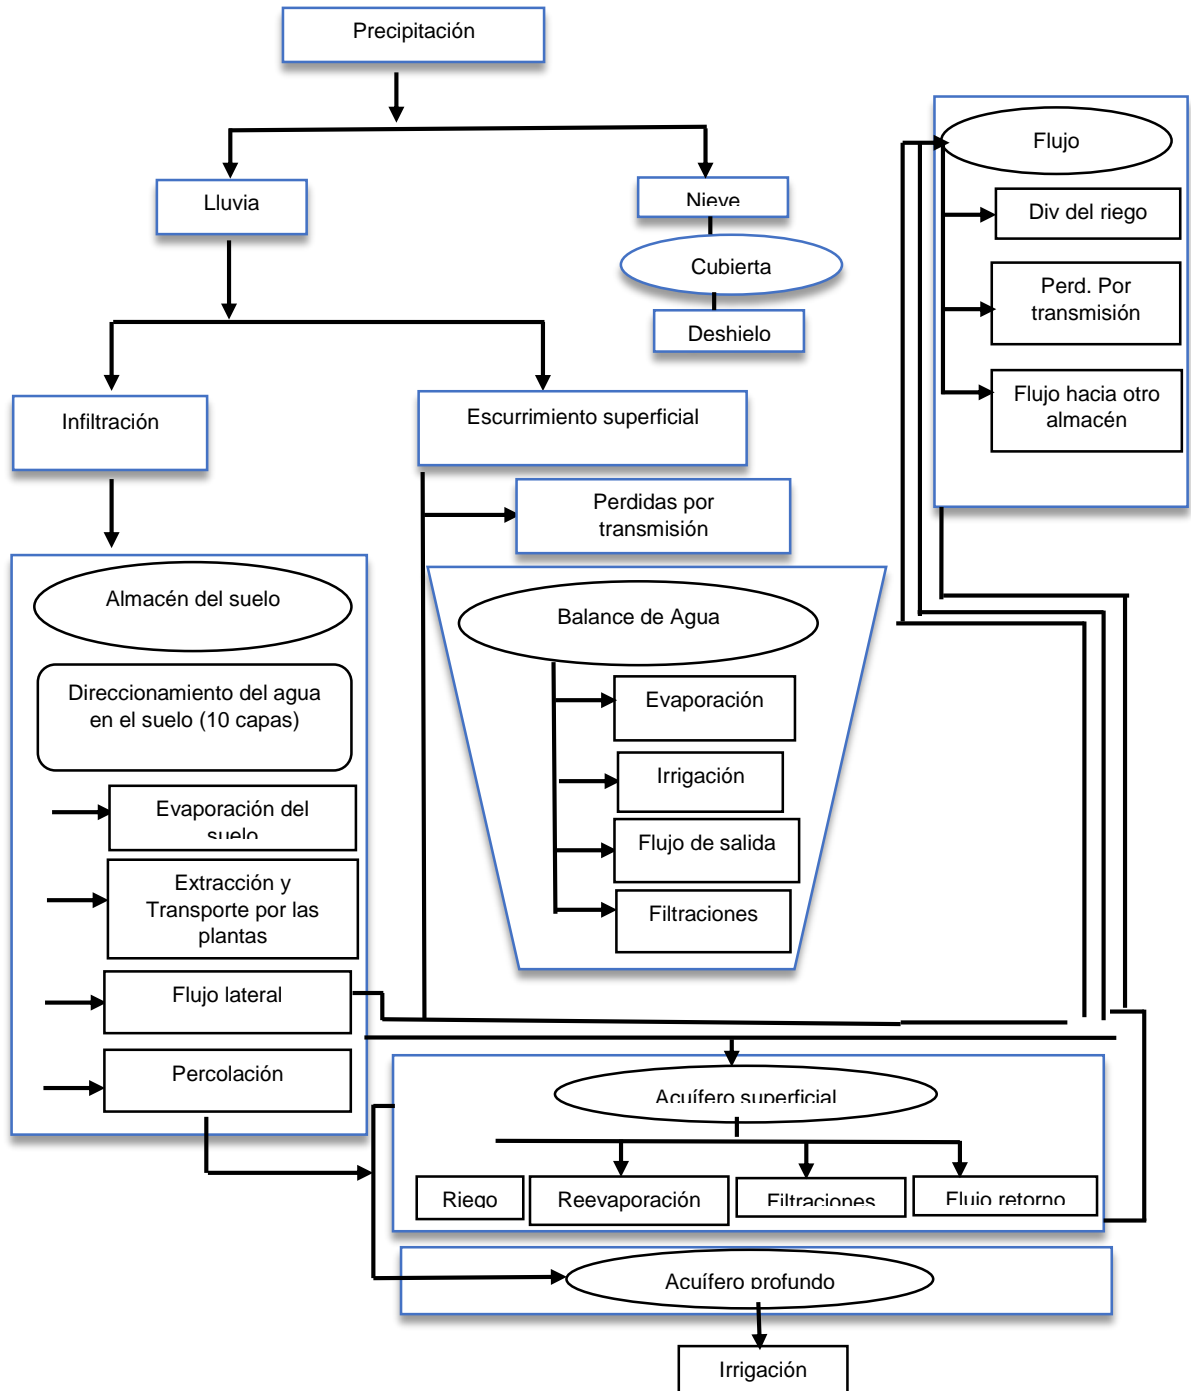 Precipitación
Lluvia
Nieve
Cubierta
Deshielo
Flujo
Div del riego
Perd. Por
transmisión
Flujo hacia otro
almacén
Infiltración
Escurrimiento superficial
Perdidas por
transmisión
Almacén del suelo
Direccionamiento del agua
en el suelo (10 capas)
Evaporación del
suelo
Extracción y
Transporte por las
plantas
Flujo lateral
Percolación
Balance de Agua
Evaporación
Irrigación
Flujo de salida
Filtraciones
Acuífero superficial
Riego
Reevaporación
Filtraciones
Flujo retorno
Acuífero profundo
Irrigación